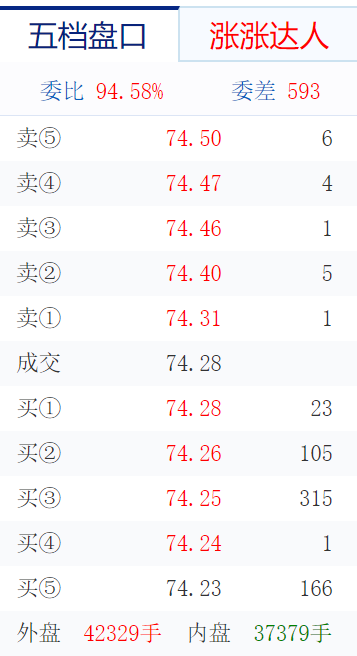 五档盘口 涨涨达人
委比 94.58% 委差 593
卖⑤ 74.50 6
卖④ 74.47 4
卖③ 74.46 1
卖② 74.40 5
卖① 74.31 1
成交 74.28
买① 74.28 23
买② 74.26 105
买③ 74.25 315
买④ 74.24 1
买⑤ 74.23 166
外盘 42329手 内盘 37379手